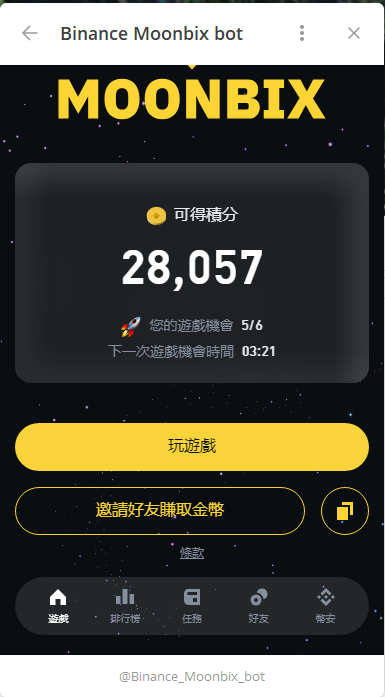 Binance Moonbix bot
MOONBIX
可得積分
28,057
您的遊戲機會 5/6
下一次遊戲機會時間 03:21
玩遊戲
邀請好友賺取金幣
條款
遊戲 排行榜 任務 好友 幣安
@Binance_Moonbix_bot